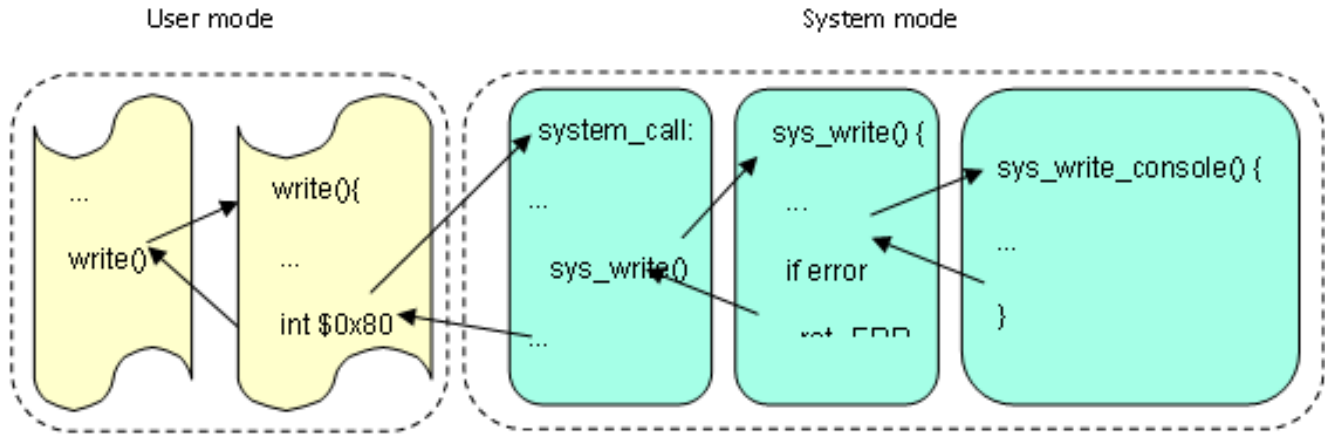 User mode
System mode
...
write()
write(){
...
int $0x80
system_call:
...
sys_write()
...
sys_write() {
...
if error
sys_write_console() {
...
}